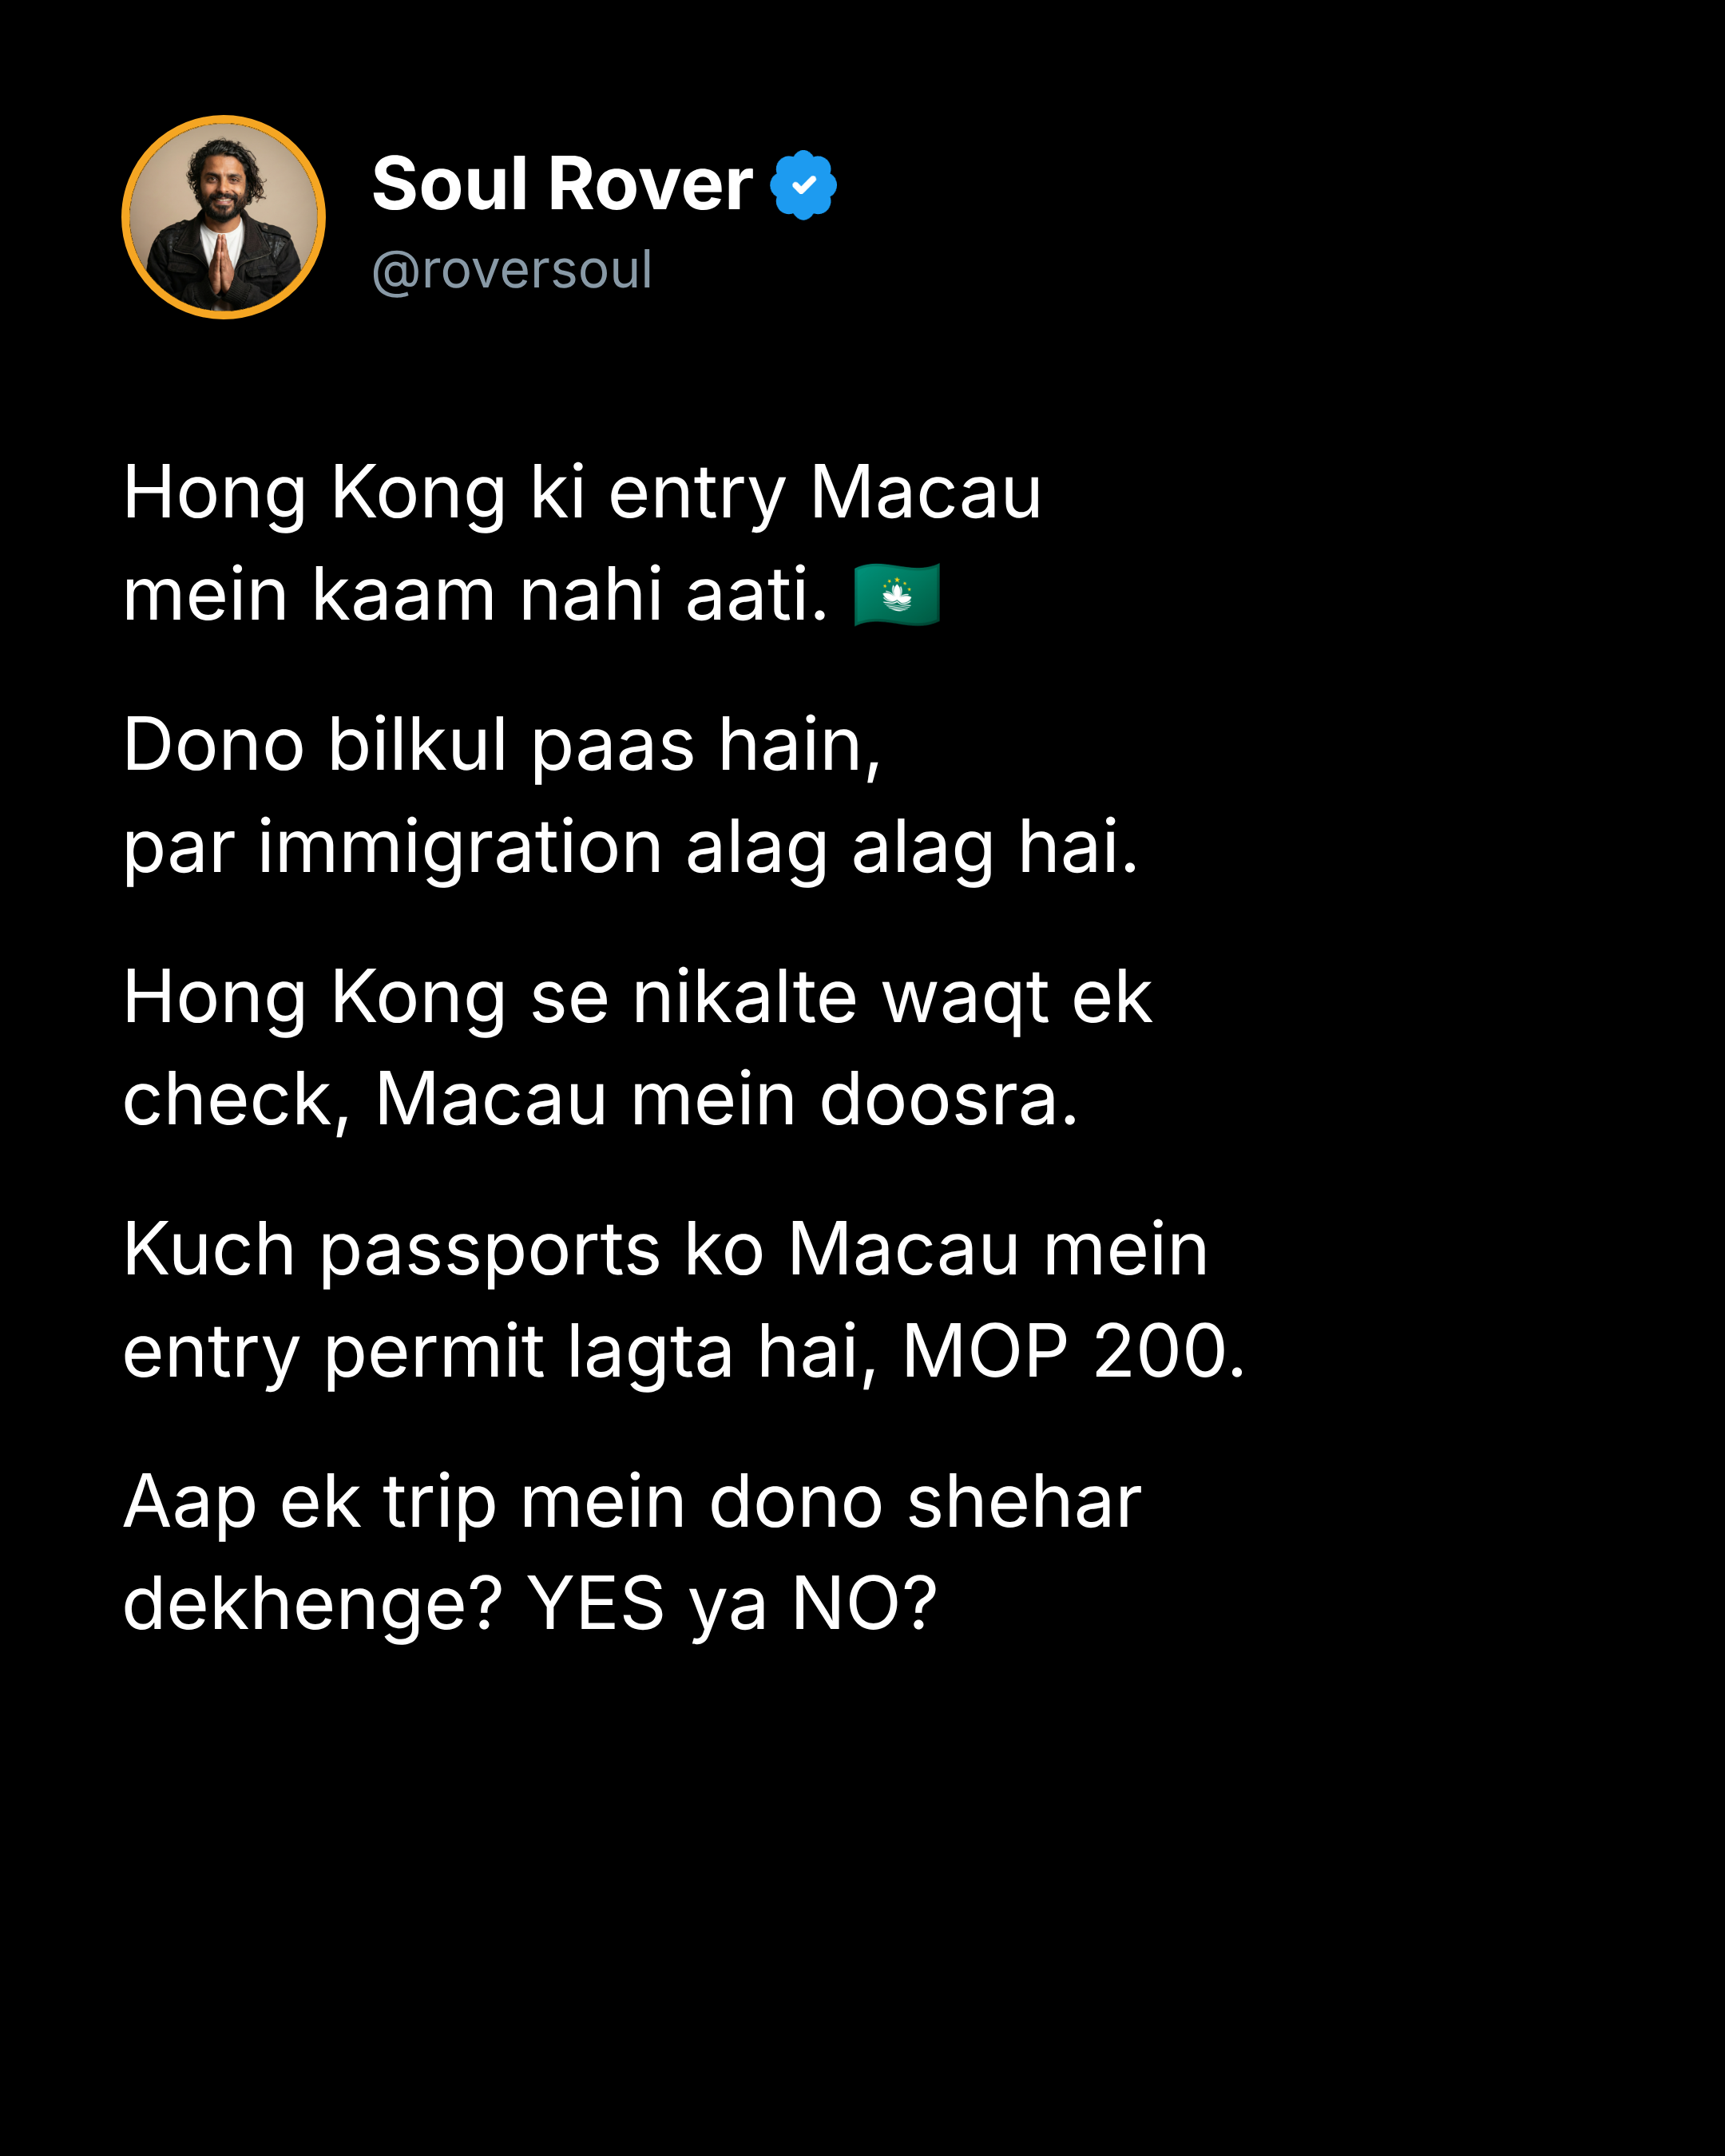 Soul Rover
@roversoul
Hong Kong ki entry Macau
mein kaam nahi aati. 🇲🇴
Dono bilkul paas hain,
par immigration alag alag hai.
Hong Kong se nikalte waqt ek
check, Macau mein doosra.
Kuch passports ko Macau mein
entry permit lagta hai, MOP 200.
Aap ek trip mein dono shehar
dekhenge? YES ya NO?